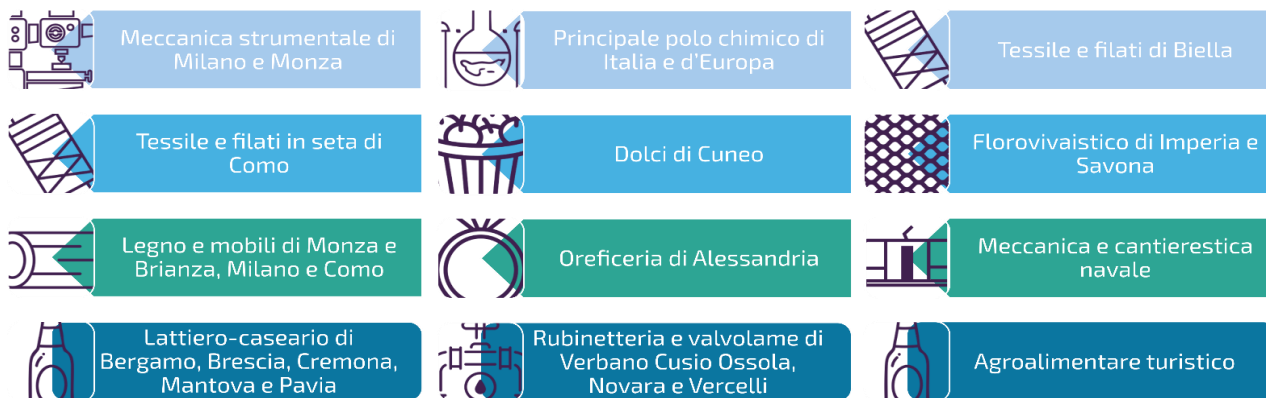 Meccanica strumentale di
Milano e Monza
Principale polo chimico di
Italia e d'Europa
Tessile e filati di Biella
Tessile e filati in seta di
Como
Dolci di Cuneo
Florovivaistico di Imperia e
Savona
Legno e mobili di Monza e
Brianza, Milano e Como
Oreficeria di Alessandria
Meccanica e cantierestica
navale
Lattiero-caseario di
Bergamo, Brescia, Cremona,
Mantova e Pavia
Rubinetteria e valvolame di
Verbano Cusio Ossola,
Novara e Vercelli
Agroalimentare turistico